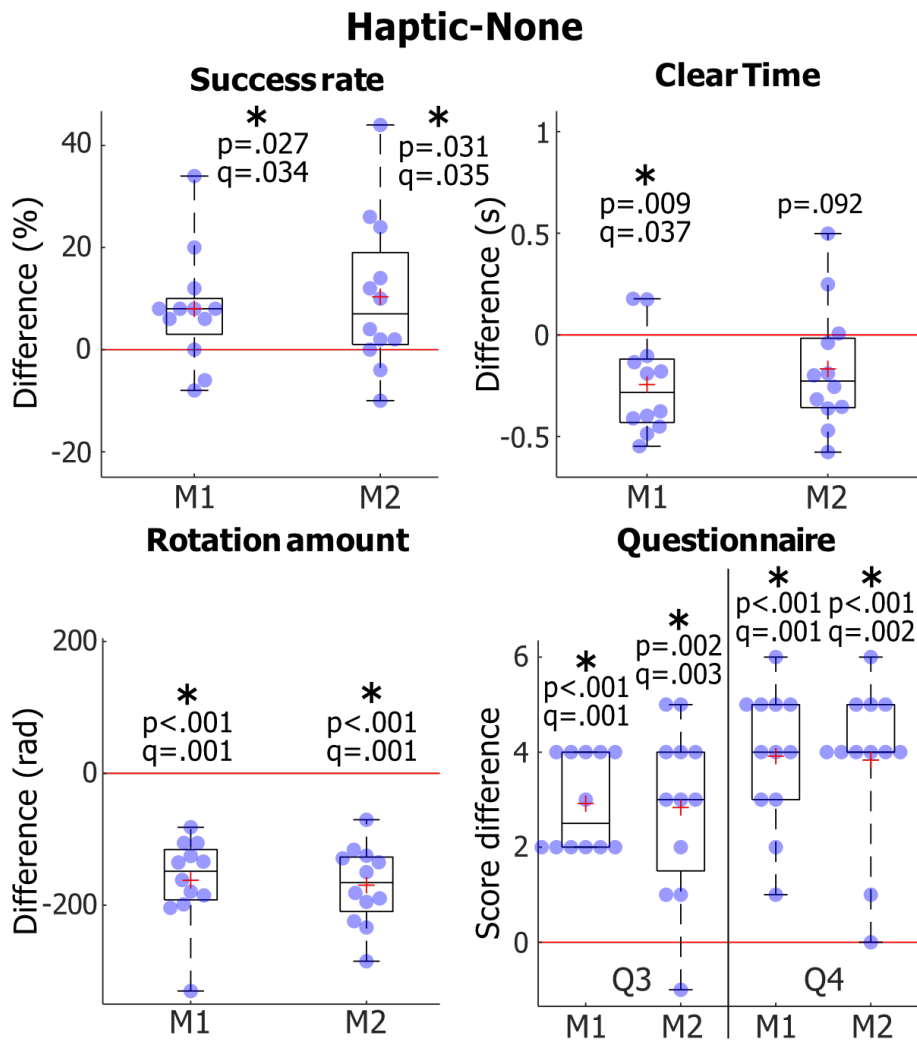 Haptic-None
Success rate
*
p=.027
q=.034
*
p=.031
q=.035
40
20
0
-20
Difference (%)
M1
M2
Clear Time
*
p=.009
q=.037
p=.092
1
0.5
0
-0.5
Difference (s)
M1
M2
Rotation amount
*
p<.001
q=.001
*
p<.001
q=.001
200
0
-200
Difference (rad)
M1
M2
Questionnaire
*
p<.001
q=.001
*
p=.002
q=.003
*
p<.001
q=.001
*
p<.001
q=.002
6
4
2
0
Score difference
Q3
Q4
M1
M2
M1
M2